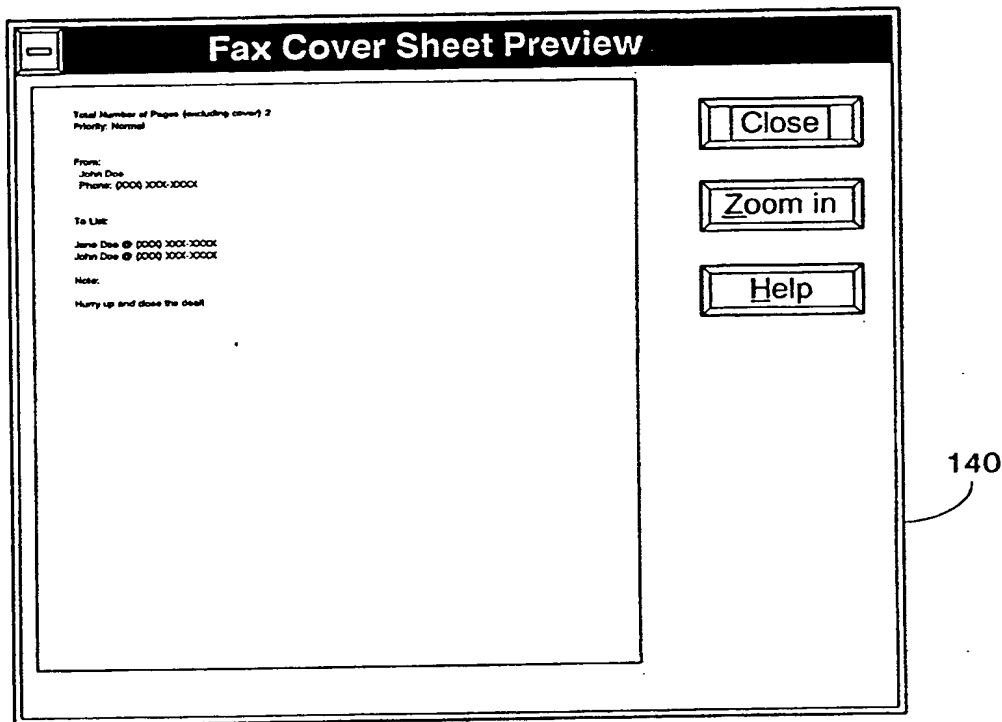 Fax Cover Sheet Preview
Total Number of Pages (excluding cover) 2
Priority: Normal
From:
John Doe
Phone: (XXX) XXX-XXXX
To List:
Jane Doe @ (XXX) XXX-XXXX
John Doe @ (XXX) XXX-XXXX
Note:
Hurry up and close the deal!
Close
Zoom in
Help
140